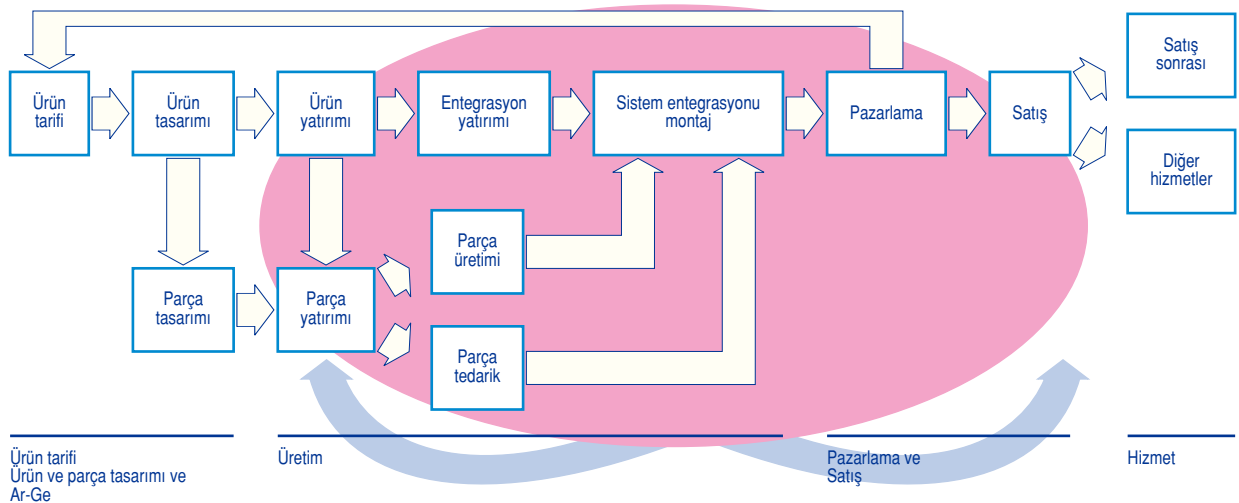 Ürün
tarifi
Ürün
tasarımı
Ürün
yatırımı
Entegrasyon
yatırımı
Sistem entegrasyonu
montaj
Pazarlama
Satış
Satış
sonrası
Diğer
hizmetler
Parça
üretimi
Parça
tasarımı
Parça
yatırımı
Parça
tedarik
Ürün tarifi
Ürün ve parça tasarımı ve
Ar-Ge
Üretim
Pazarlama ve
Satış
Hizmet